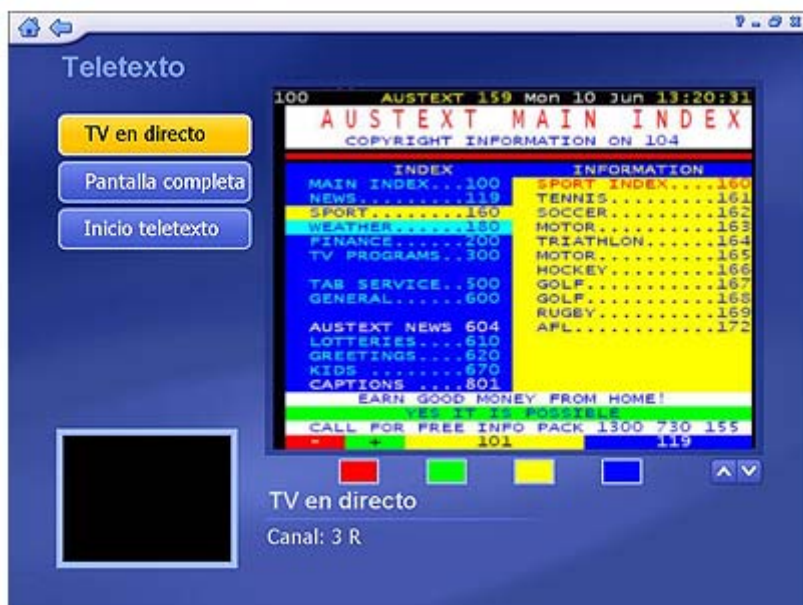 Teletexto
TV en directo
Pantalla completa
Inicio teletexto
100 AUSTEXT 159 Mon 10 Jun 13:20:31
AUSTEXT MAIN INDEX
COPYRIGHT INFORMATION ON 104
INDEX
MAIN INDEX...100
NEWS.........119
SPORT........160
WEATHER......180
FINANCE......200
TV PROGRAMS..300
TAB SERVICE..500
GENERAL......600
AUSTEXT NEWS 604
LOTTERIES....610
GREETINGS....620
KIDS ........670
CAPTIONS ....801
INFORMATION
SPORT INDEX....160
TENNIS.........161
SOCCER.........162
MOTOR..........163
TRIATHLON......164
MOTOR..........165
HOCKEY.........166
GOLF...........167
GOLF...........168
RUGBY..........169
AFL............172
EARN GOOD MONEY FROM HOME!
YES IT IS POSSIBLE
CALL FOR FREE INFO PACK 1300 730 155
- + 101 119
TV en directo
Canal: 3 R